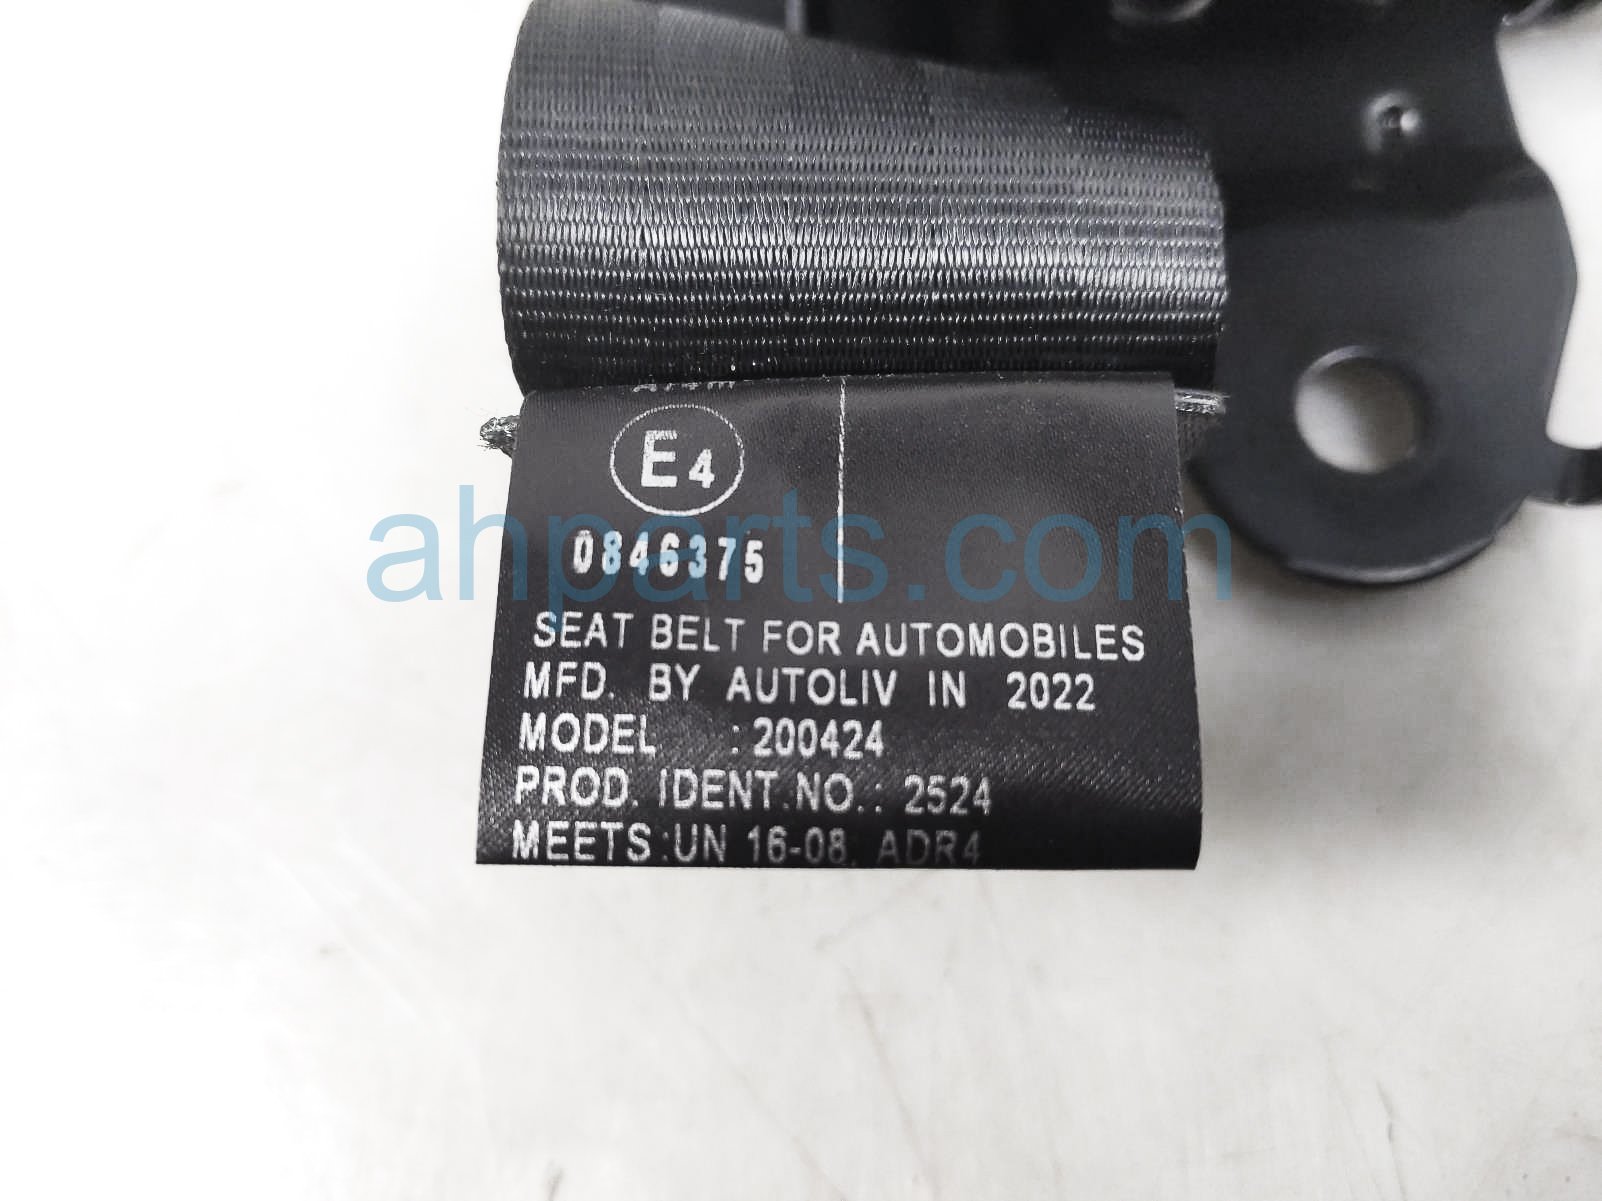 E4
0846375
SEAT BELT FOR AUTOMOBILES
MFD. BY AUTOLIV IN 2022
MODEL :200424
PROD. IDENT.NO.: 2524
MEETS:UN 16-08, ADR4
ahparts.com